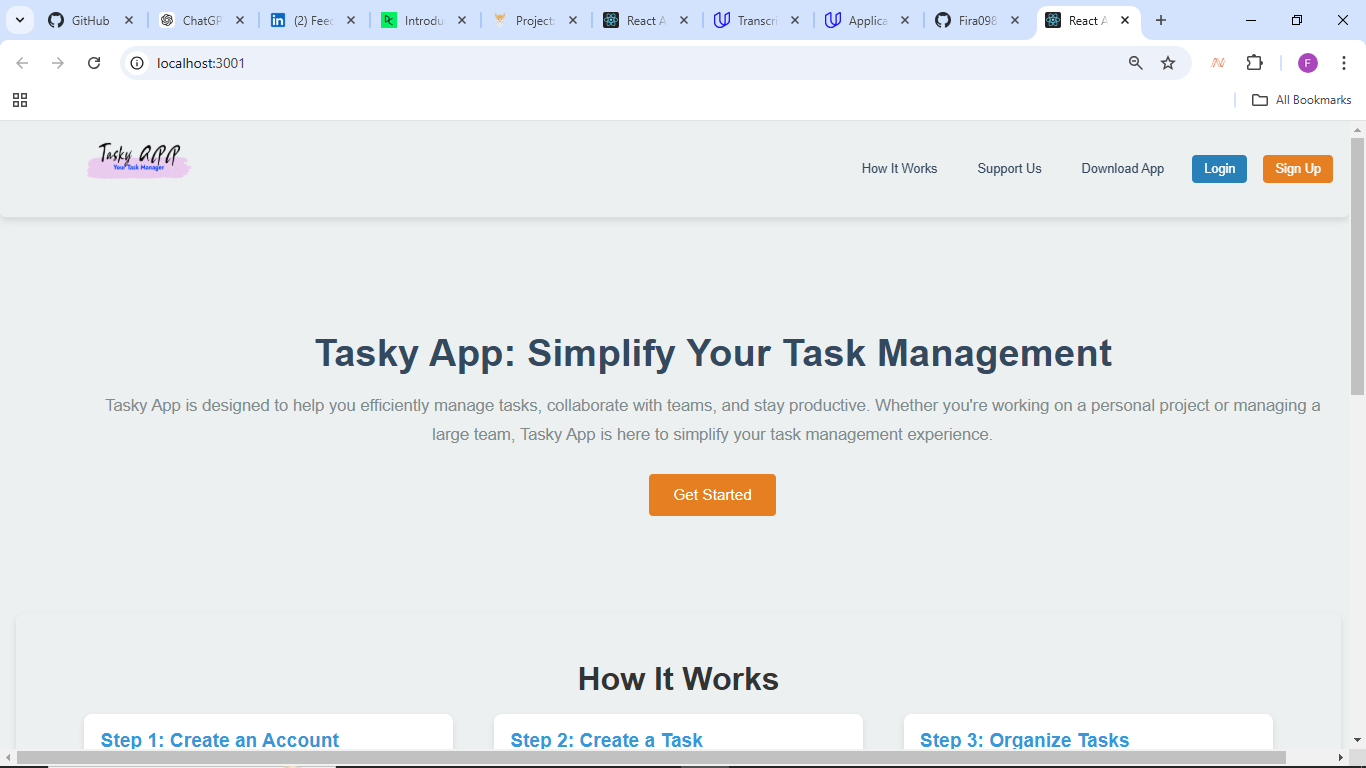 GitHub
ChatGP
(2) Feed
Introdu
Project
React A
Transcri
Applica
Fira098
React A
localhost:3001
F
All Bookmarks
Tasky APP
Your Task Manager
How It Works
Support Us
Download App
Login
Sign Up
Tasky App: Simplify Your Task Management
Tasky App is designed to help you efficiently manage tasks, collaborate with teams, and stay productive. Whether you're working on a personal project or managing a
large team, Tasky App is here to simplify your task management experience.
Get Started
How It Works
Step 1: Create an Account
Step 2: Create a Task
Step 3: Organize Tasks